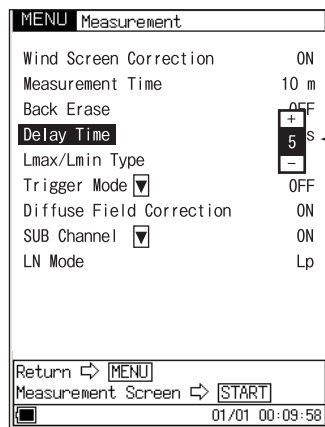 MENU Measurement
Wind Screen Correction ON
Measurement Time 10 m
Back Erase OFF
+
Delay Time 5 s
-
Lmax/Lmin Type
Trigger Mode ▼ OFF
Diffuse Field Correction ON
SUB Channel ▼ ON
LN Mode Lp
Return ⇨ MENU
Measurement Screen ⇨ START
01/01 00:09:58